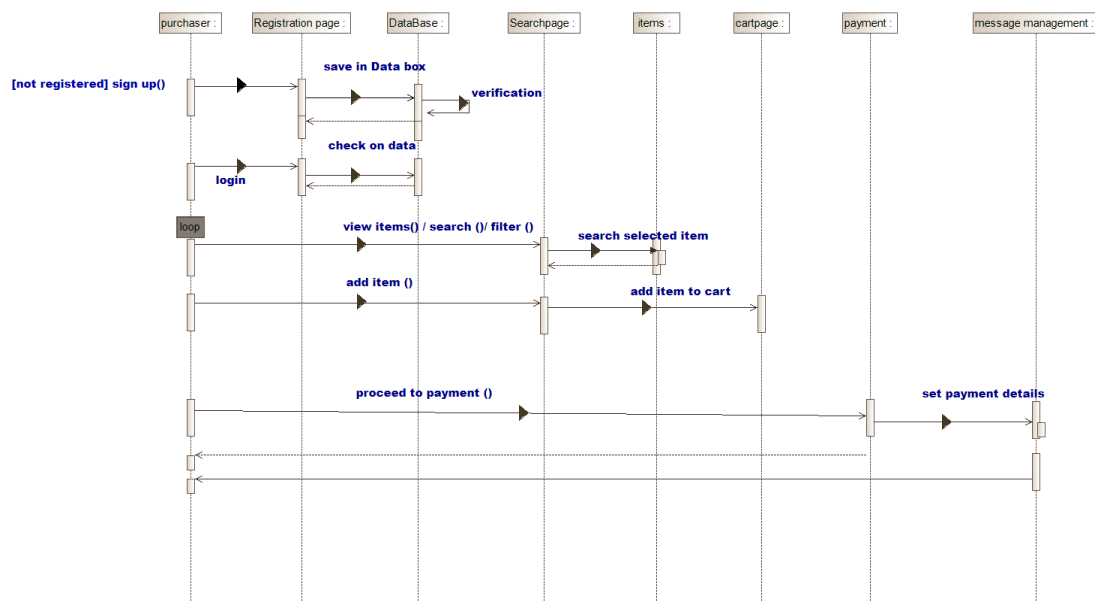 purchaser :
Registration page :
DataBase :
Searchpage :
items :
cartpage :
payment :
message management :
save in Data box
[not registered] sign up()
verification
check on data
login
loop
view items() / search ()/ filter ()
search selected item
add item ()
add item to cart
proceed to payment ()
set payment details